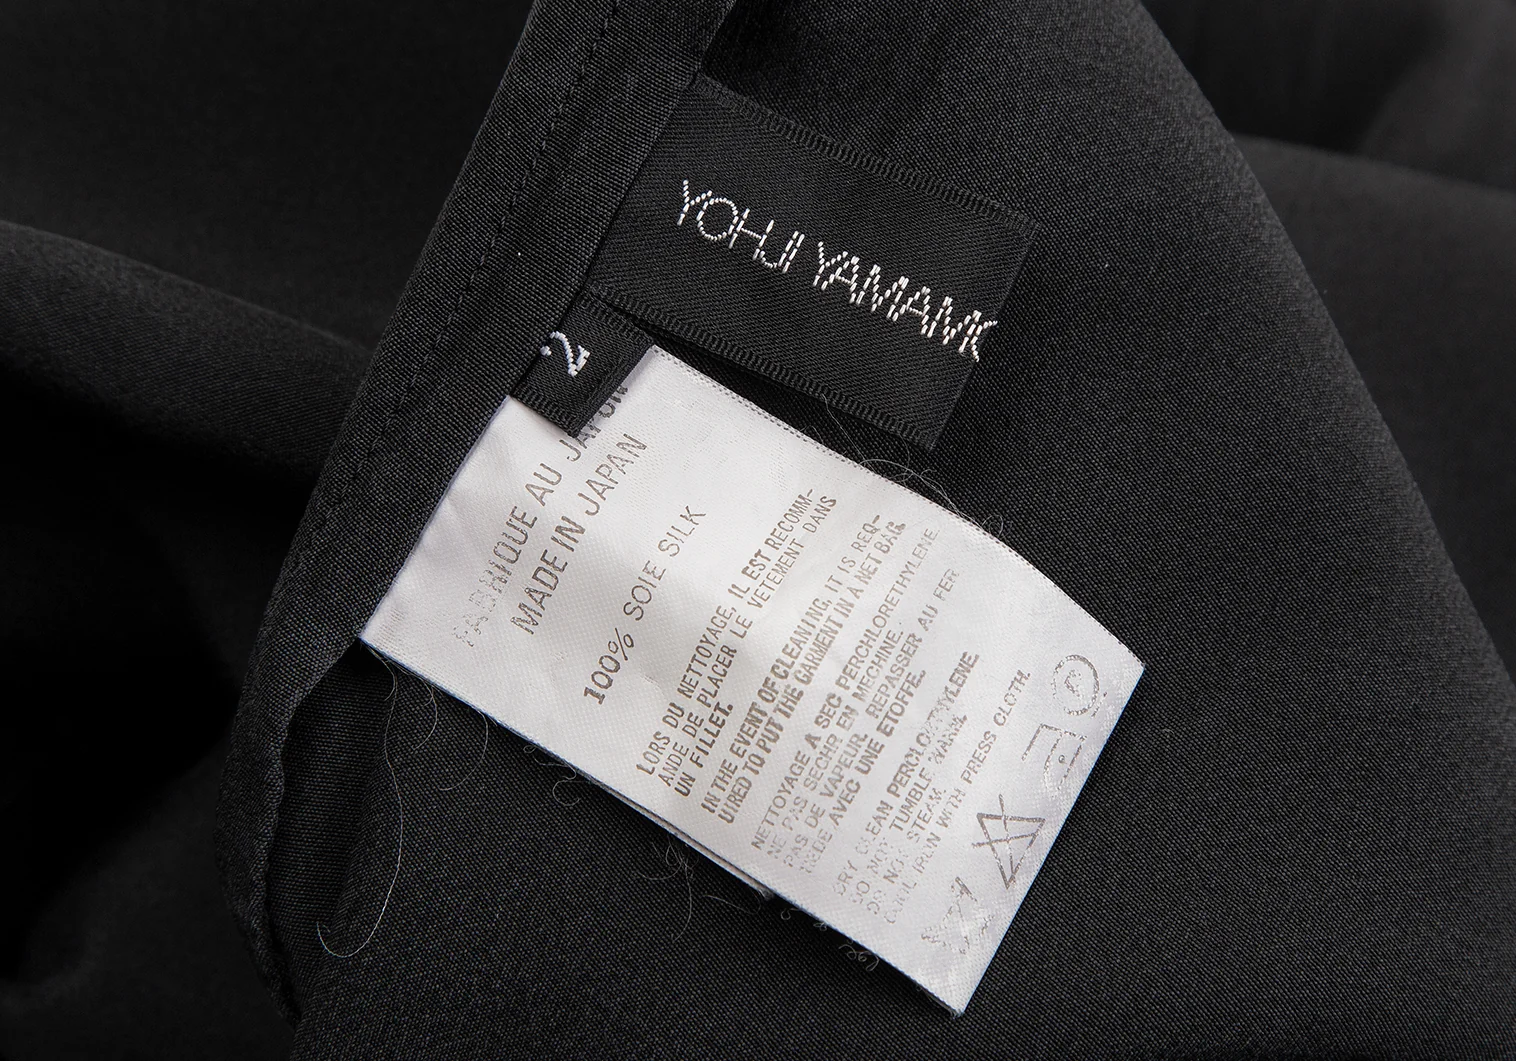 YOHJI YAMAMO
2
FABRIQUE AU JAPON
MADE IN JAPAN
100% SOIE SILK
LORS DU NETTOYAGE, IL EST RECOMM-
ANDE DE PLACER LE VETEMENT DANS
UN FILLET.
IN THE EVENT OF CLEANING, IT IS REQ-
UIRED TO PUT THE GARMENT IN A NET BAG.
NETTOYAGE A SEC PERCHLORETHYLENE
NE PAS SECHR EN MECHINE.
PAS DE VAPEUR. REPASSER AU FER
AVEC UNE ETOFFE.
DRY CLEAN PERCLOETHYLENE.
DO NOT TUMBLE WARM.
DO NOT STEAM.
COOL IRON WITH PRESS CLOTH.